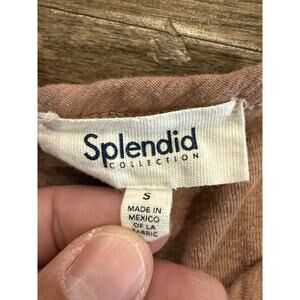 Splendid
COLLECTION
S
MADE IN
MEXICO
OF LA
FABRIC